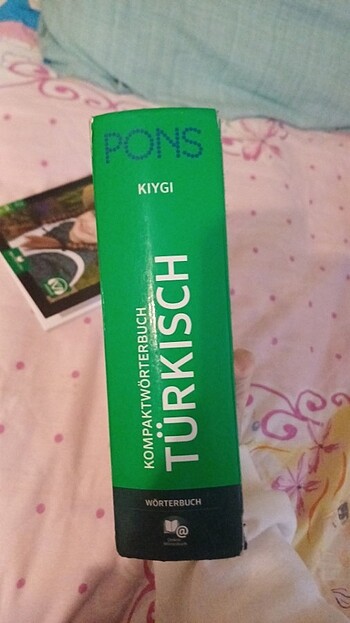 PONS
KIYGI
KOMPAKTWÖRTERBUCH
TÜRKISCH
WÖRTERBUCH